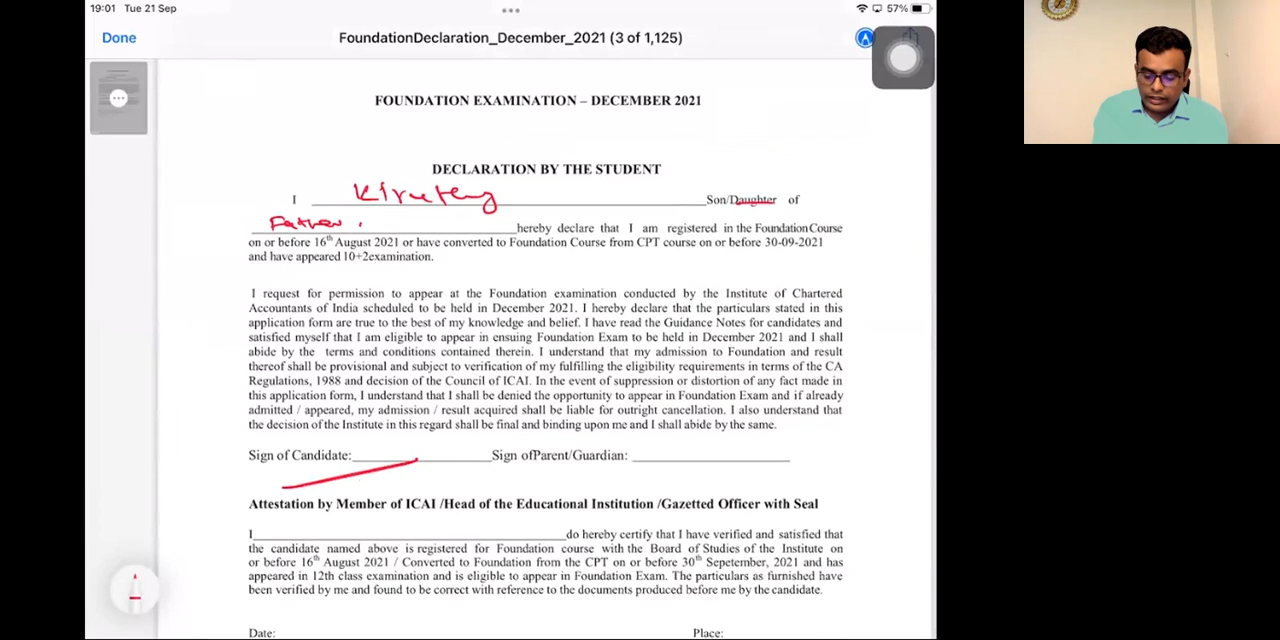 19:01 Tue 21 Sep
57%
Done
FoundationDeclaration_December_2021 (3 of 1,125)
FOUNDATION EXAMINATION – DECEMBER 2021
DECLARATION BY THE STUDENT
I ____ Son/Daughter of
Father ____ hereby declare that I am registered in the Foundation Course
on or before 16th August 2021 or have converted to Foundation Course from CPT course on or before 30-09-2021
and have appeared 10+2examination.
I request for permission to appear at the Foundation examination conducted by the Institute of Chartered
Accountants of India scheduled to be held in December 2021. I hereby declare that the particulars stated in this
application form are true to the best of my knowledge and belief. I have read the Guidance Notes for candidates and
satisfied myself that I am eligible to appear in ensuing Foundation Exam to be held in December 2021 and I shall
abide by the terms and conditions contained therein. I understand that my admission to Foundation and result
thereof shall be provisional and subject to verification of my fulfilling the eligibility requirements in terms of the CA
Regulations, 1988 and decision of the Council of ICAI. In the event of suppression or distortion of any fact made in
this application form, I understand that I shall be denied the opportunity to appear in Foundation Exam and if already
admitted / appeared, my admission / result acquired shall be liable for outright cancellation. I also understand that
the decision of the Institute in this regard shall be final and binding upon me and I shall abide by the same.
Sign of Candidate:____ Sign ofParent/Guardian: ____
Attestation by Member of ICAI /Head of the Educational Institution /Gazetted Officer with Seal
I____do hereby certify that I have verified and satisfied that
the candidate named above is registered for Foundation course with the Board of Studies of the Institute on
or before 16th August 2021 / Converted to Foundation from the CPT on or before 30th Sepetember, 2021 and has
appeared in 12th class examination and is eligible to appear in Foundation Exam. The particulars as furnished have
been verified by me and found to be correct with reference to the documents produced before me by the candidate.
Date: Place: